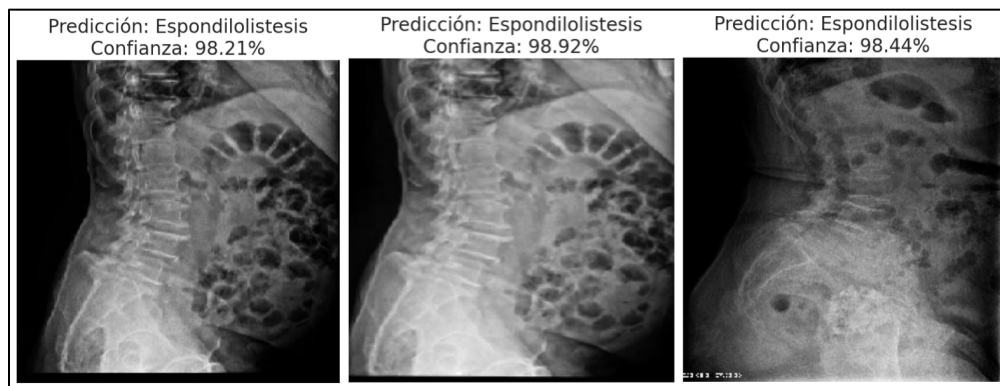 Predicción: Espondilolistesis
Confianza: 98.21%
Predicción: Espondilolistesis
Confianza: 98.92%
Predicción: Espondilolistesis
Confianza: 98.44%